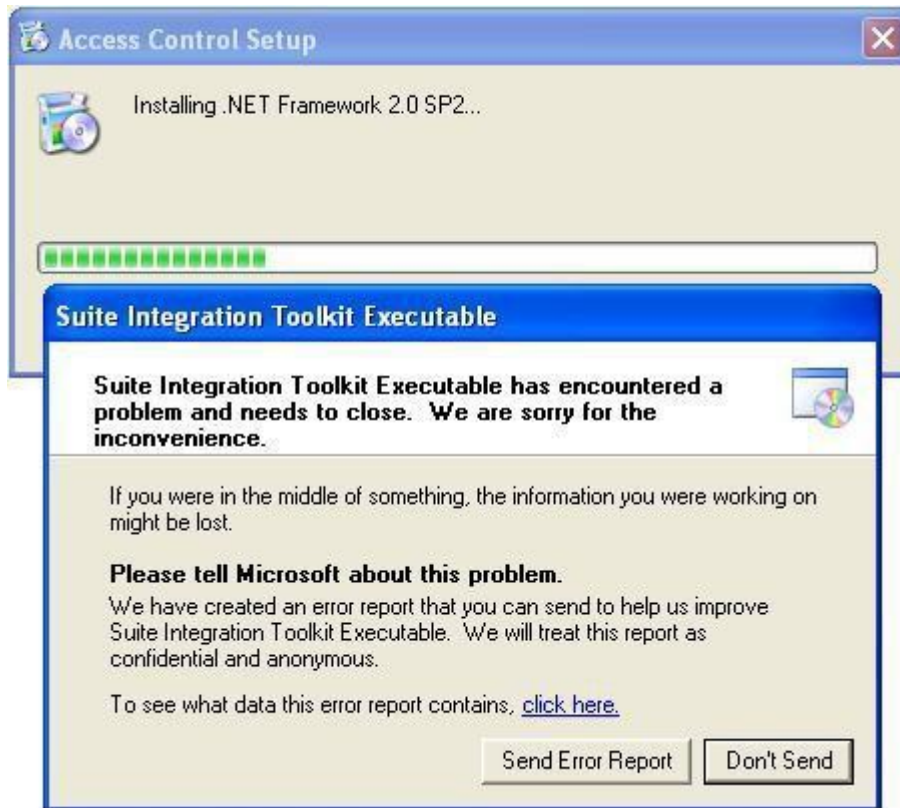 Access Control Setup
Installing .NET Framework 2.0 SP2...
Suite Integration Toolkit Executable
Suite Integration Toolkit Executable has encountered a
problem and needs to close.  We are sorry for the
inconvenience.
If you were in the middle of something, the information you were working on
might be lost.
Please tell Microsoft about this problem.
We have created an error report that you can send to help us improve
Suite Integration Toolkit Executable.  We will treat this report as
confidential and anonymous.
To see what data this error report contains, click here.
Send Error Report
Don't Send